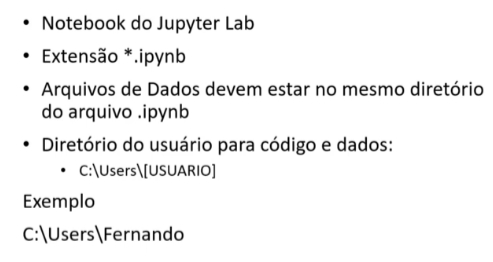 • Notebook do Jupyter Lab
• Extensão *.ipynb
• Arquivos de Dados devem estar no mesmo diretório
do arquivo .ipynb
• Diretório do usuário para código e dados:
• C:\Users\[USUARIO]
Exemplo
C:\Users\Fernando